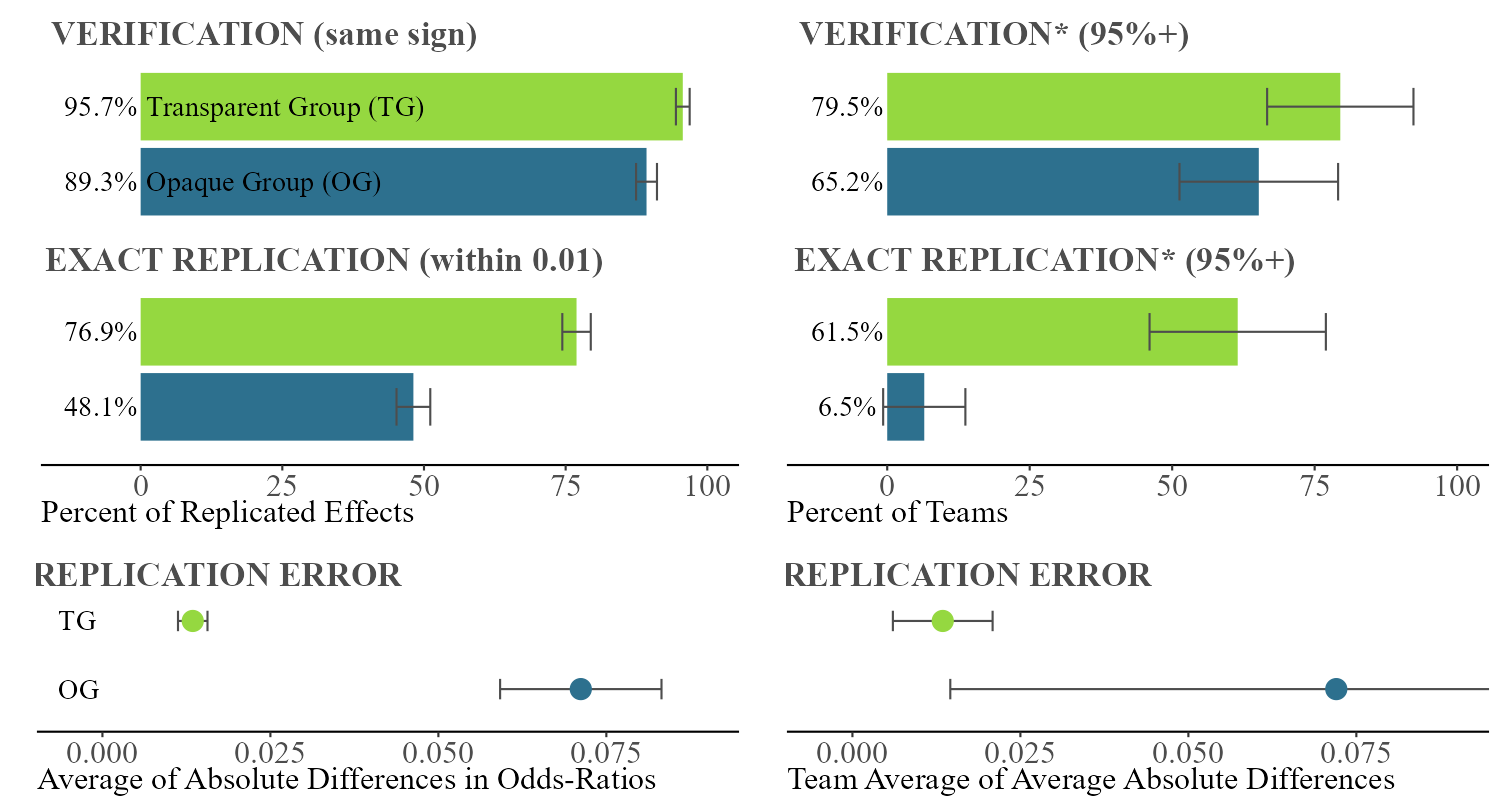 VERIFICATION (same sign)
95.7% Transparent Group (TG)
89.3% Opaque Group (OG)
EXACT REPLICATION (within 0.01)
76.9%
48.1%
0 25 50 75 100
Percent of Replicated Effects
VERIFICATION* (95%+)
79.5%
65.2%
EXACT REPLICATION* (95%+)
61.5%
6.5%
0 25 50 75 100
Percent of Teams
REPLICATION ERROR
TG
OG
0.000 0.025 0.050 0.075
Average of Absolute Differences in Odds-Ratios
REPLICATION ERROR
0.000 0.025 0.050 0.075
Team Average of Average Absolute Differences